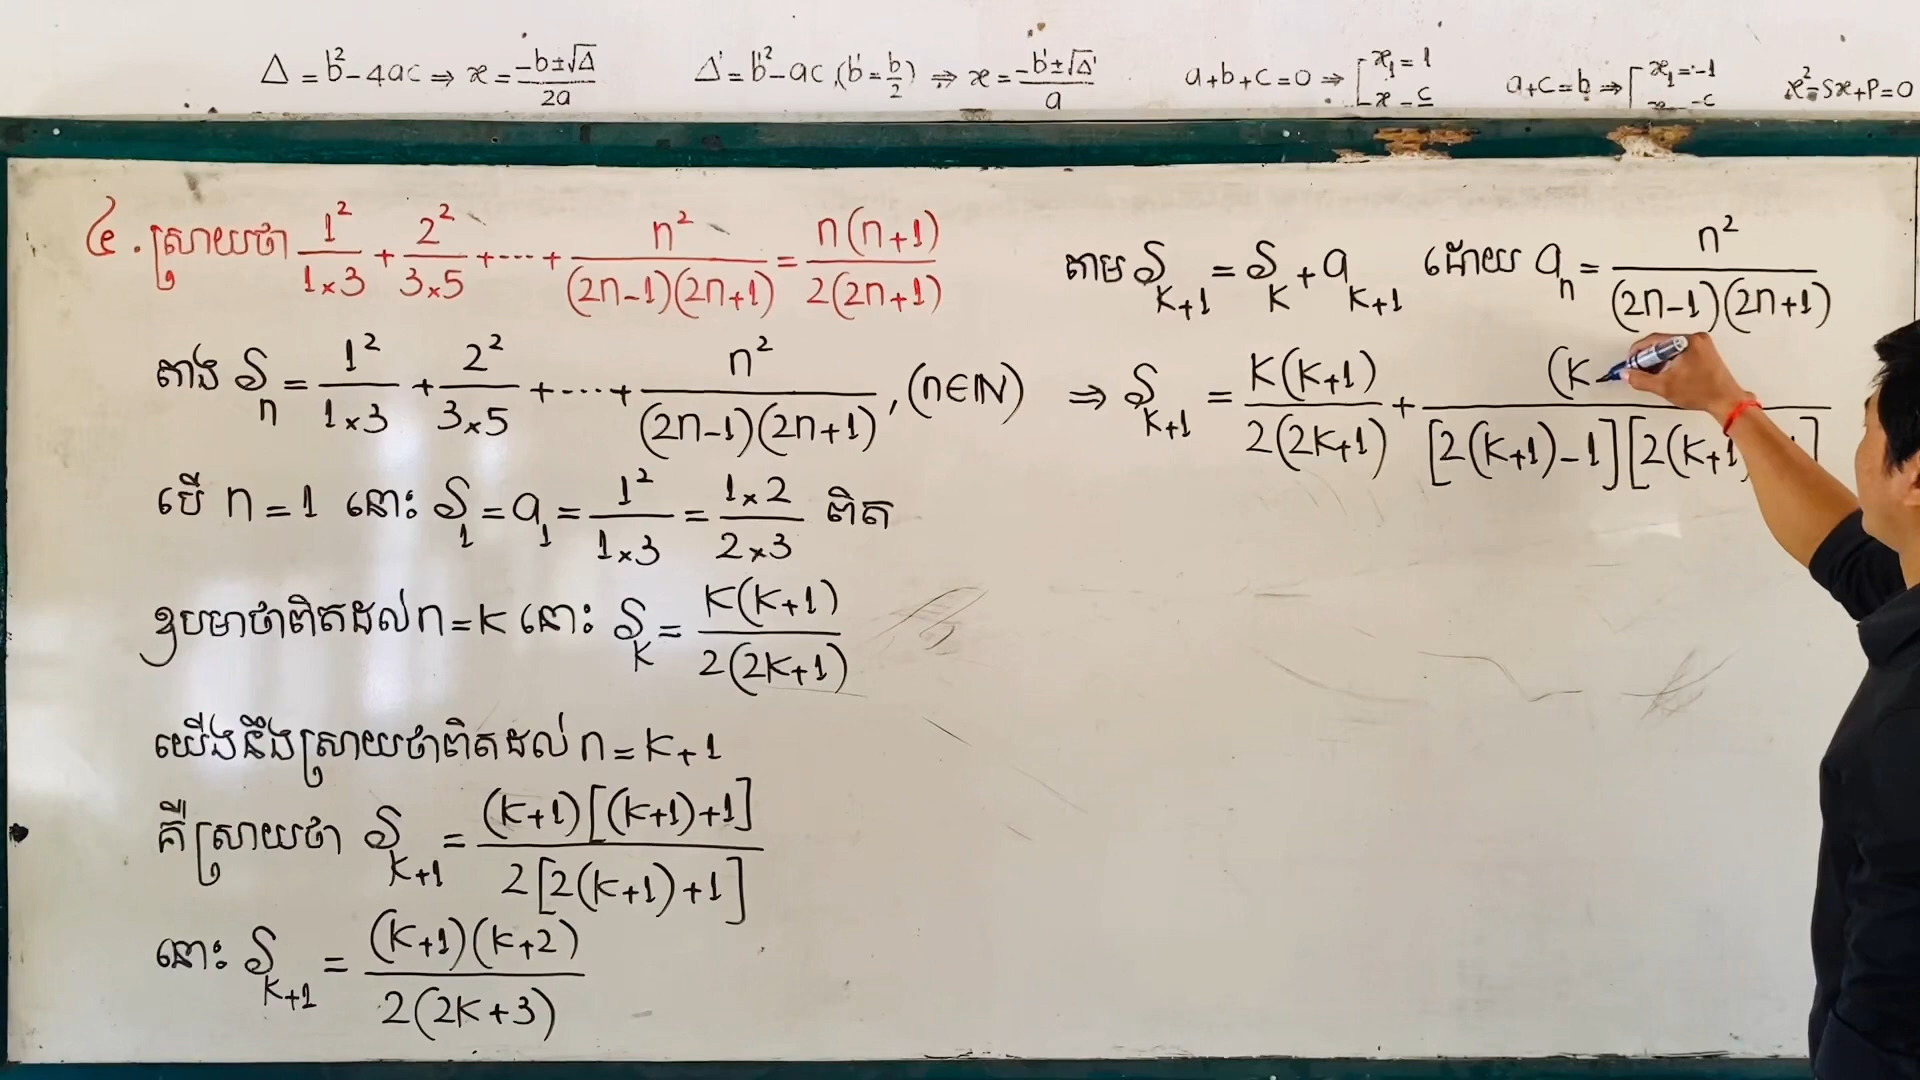 Δ = b² - 4ac ⇒ x = (-b±√Δ)/2a
Δ' = b'² - ac, (b' = b/2) ⇒ x = (-b'±√Δ')/a
a+b+c=0 ⇒ [x₁ = 1
a+c=b ⇒ [x₁ = -1
x² - Sx + P = 0
៤. ស្រាយថា 1²/(1×3) + 2²/(3×5) + ··· + n²/((2n-1)(2n+1)) = n(n+1)/(2(2n+1))
តាង Sₙ = 1²/(1×3) + 2²/(3×5) + ··· + n²/((2n-1)(2n+1)), (n∈ℕ)
បើ n = 1 នោះ S₁ = a₁ = 1²/(1×3) = (1×2)/(2×3) ពិត
ឧបមាថាពិតដល់ n = K នោះ S_K = K(K+1)/(2(2K+1))
យើងនឹងស្រាយថាពិតដល់ n = K+1
គឺស្រាយថា S_{K+1} = (K+1)[(K+1)+1]/(2[2(K+1)+1])
នោះ S_{K+1} = (K+1)(K+2)/(2(2K+3))
តាម S_{K+1} = S_K + a_{K+1} ដោយ aₙ = n²/((2n-1)(2n+1))
⇒ S_{K+1} = K(K+1)/(2(2K+1)) + (K/([2(K+1)-1][2(K+1]